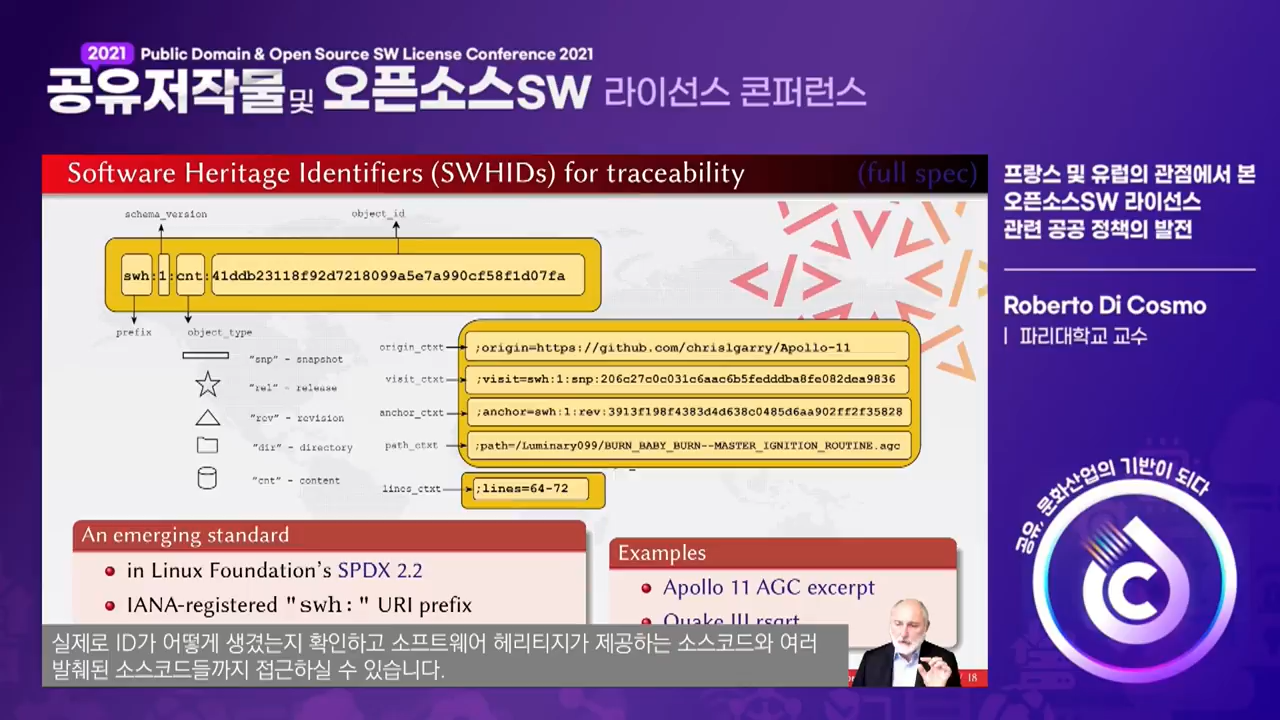 2021 Public Domain & Open Source SW License Conference 2021
공유저작물및 오픈소스SW 라이선스 콘퍼런스
Software Heritage Identifiers (SWHIDs) for traceability (full spec)
schema_version
object_id
swh:1:cnt:41ddb23118f92d7218099a5e7a990cf58f1d07fa
prefix
object_type
"snp" - snapshot
"rel" - release
"rev" - revision
"dir" - directory
"cnt" - content
origin_ctxt
;origin=https://github.com/chrislgarry/Apollo-11
visit_ctxt
;visit=swh:1:snp:206c27c0c031c6aac6b5fedddba8fe082dea9836
anchor_ctxt
;anchor=swh:1:rev:3913f198f4383d4d638c0485d6aa902ff2f35828
path_ctxt
;path=/Luminary099/BURN_BABY_BURN--MASTER_IGNITION_ROUTINE.agc
lines_ctxt
;lines=64-72
An emerging standard
in Linux Foundation's SPDX 2.2
IANA-registered "swh:" URI prefix
Examples
Apollo 11 AGC excerpt
Quake III rsqrt
실제로 ID가 어떻게 생겼는지 확인하고 소프트웨어 헤리티지가 제공하는 소스코드와 여러
발췌된 소스코드들까지 접근하실 수 있습니다.
/ 18
프랑스 및 유럽의 관점에서 본
오픈소스SW 라이선스
관련 공공 정책의 발전
Roberto Di Cosmo
파리대학교 교수
공유, 문화산업의 기반이 되다